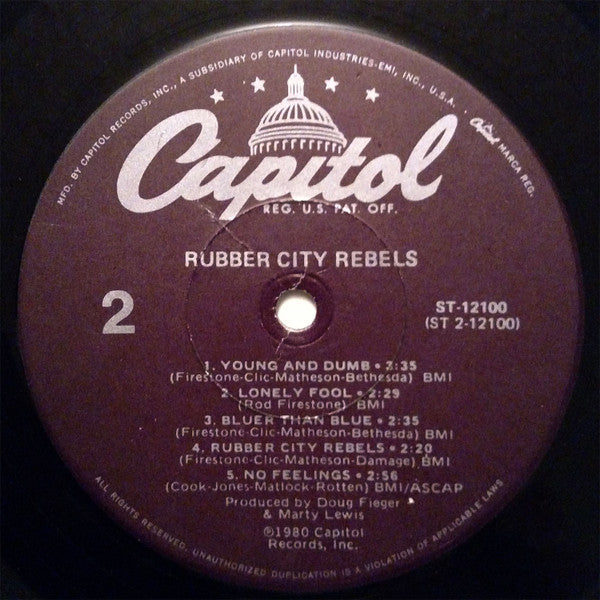 MFD. BY CAPITOL RECORDS, INC., A SUBSIDIARY OF CAPITOL INDUSTRIES-EMI, INC., U.S.A. • Capitol MARCA REG.
Capitol
REG. U.S. PAT. OFF.
RUBBER CITY REBELS
2
ST-12100
(ST 2-12100)
1. YOUNG AND DUMB • 3:35
(Firestone-Clic-Matheson-Bethesda) BMI
2. LONELY FOOL • 2:29
(Rod Firestone) BMI
3. BLUER THAN BLUE • 2:35
(Firestone-Clic-Matheson-Bethesda) BMI
4. RUBBER CITY REBELS • 2:20
(Firestone-Clic-Matheson-Damage) BMI
5. NO FEELINGS • 2:56
(Cook-Jones-Matlock-Rotten) BMI/ASCAP
Produced by Doug Fieger
& Marty Lewis
℗1980 Capitol
Records, Inc.
ALL RIGHTS RESERVED. UNAUTHORIZED DUPLICATION IS A VIOLATION OF APPLICABLE LAWS